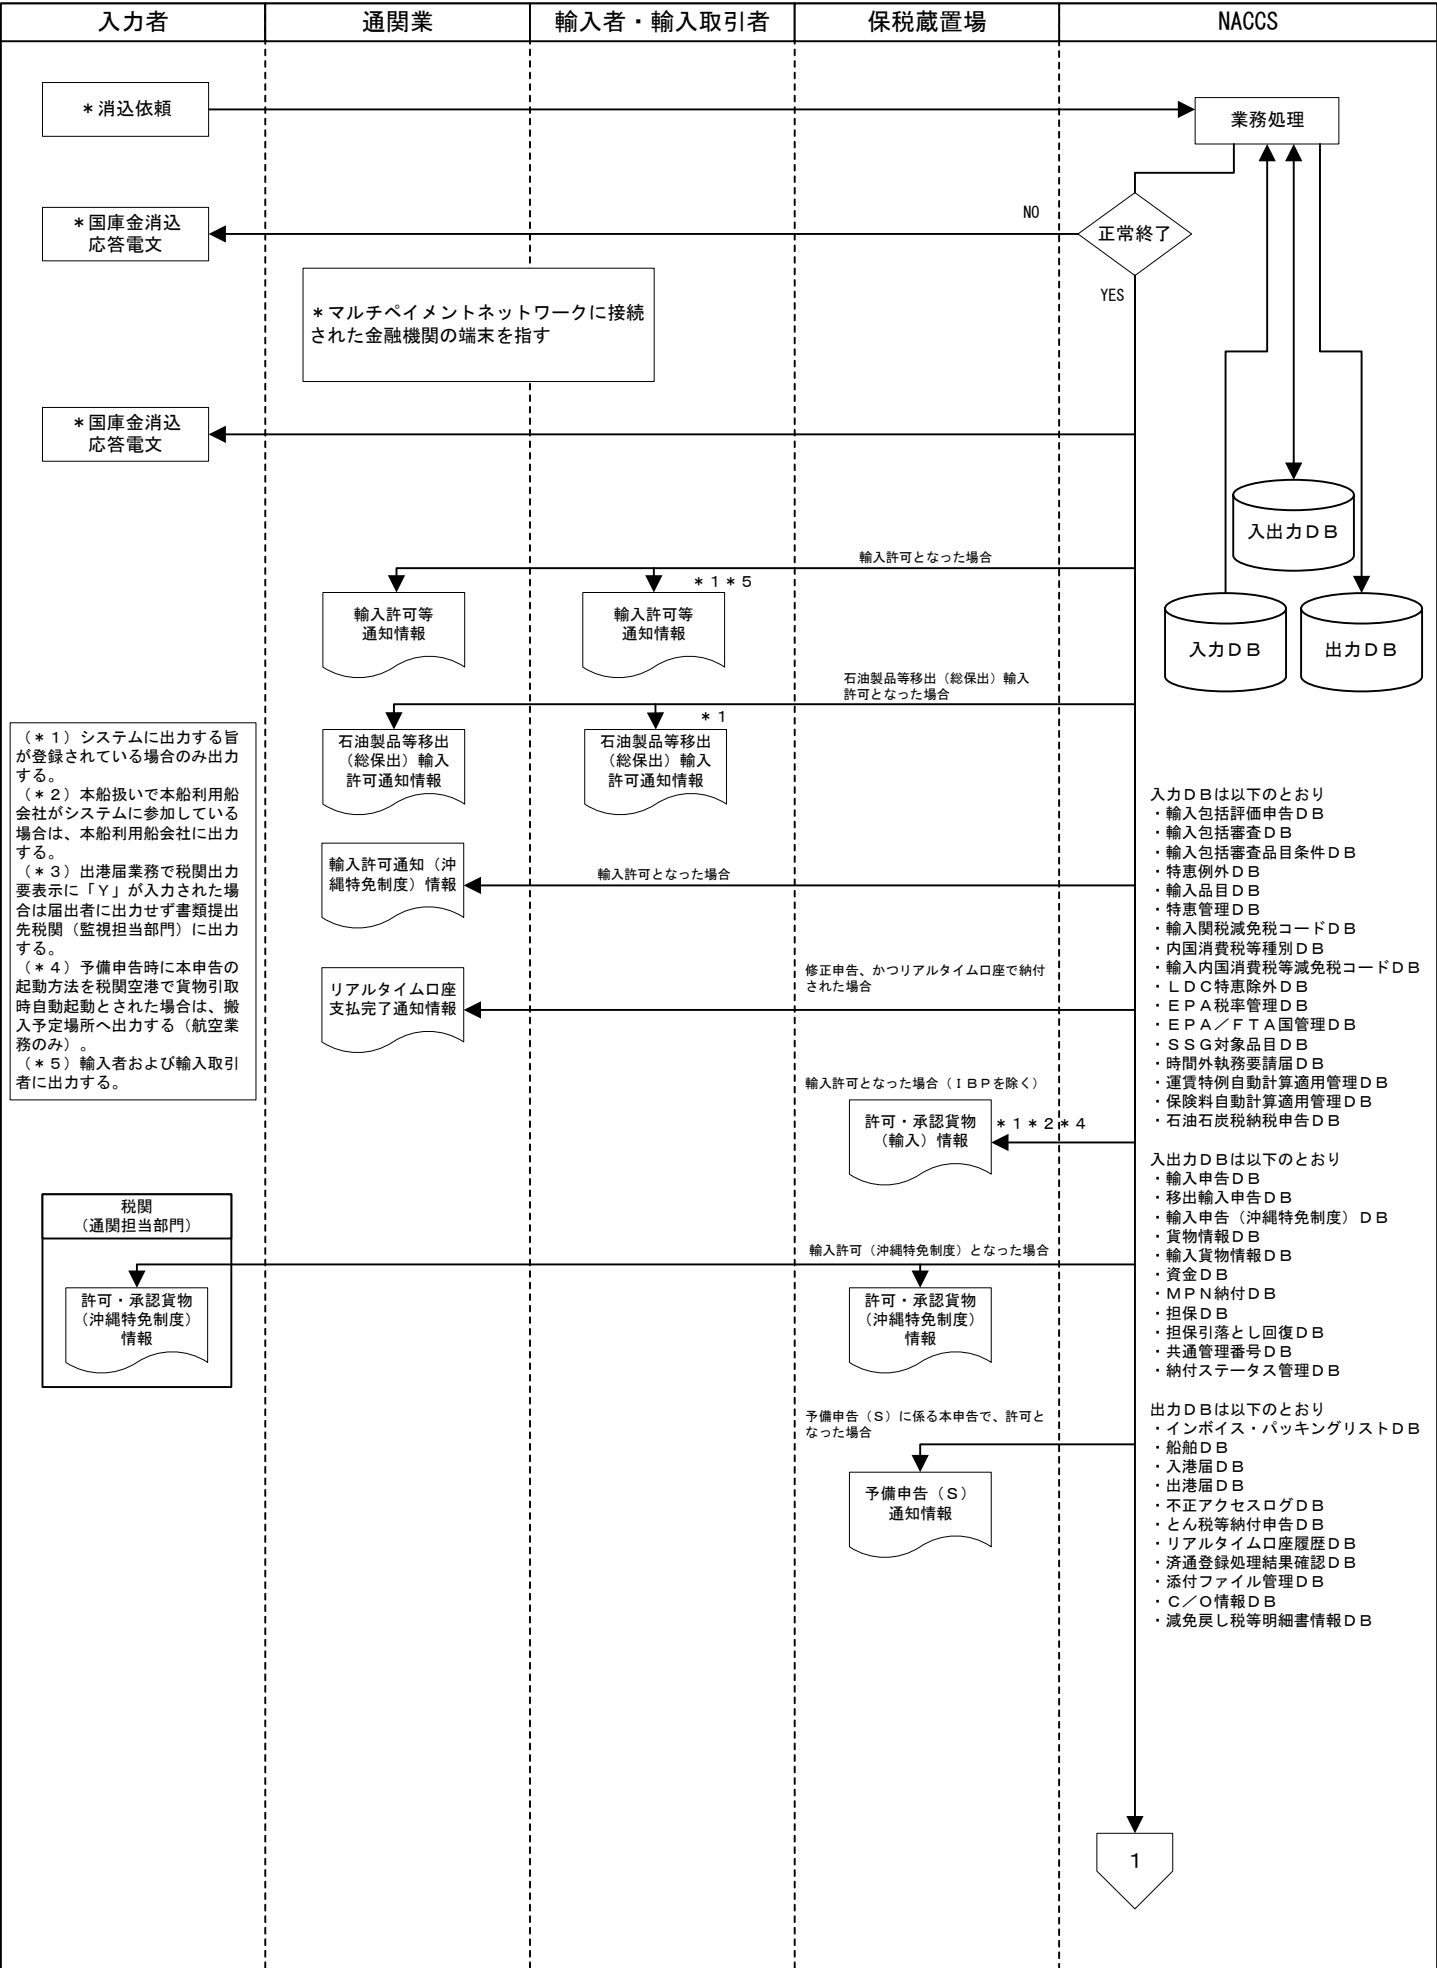 入力者
通関業
輸入者・輸入取引者
保税蔵置場
NACCS
＊消込依頼
業務処理
＊国庫金消込
応答電文
NO
正常終了
YES
＊マルチペイメントネットワークに接続
された金融機関の端末を指す
＊国庫金消込
応答電文
入出力ＤＢ
入力ＤＢ
出力ＤＢ
輸入許可となった場合
＊１＊５
輸入許可等
通知情報
輸入許可等
通知情報
石油製品等移出（総保出）輸入
許可となった場合
＊１
石油製品等移出
（総保出）輸入
許可通知情報
石油製品等移出
（総保出）輸入
許可通知情報
（＊１）システムに出力する旨
が登録されている場合のみ出力
する。
（＊２）本船扱いで本船利用船
会社がシステムに参加している
場合は、本船利用船会社に出力
する。
（＊３）出港届業務で税関出力
要表示に「Ｙ」が入力された場
合は届出者に出力せず書類提出
先税関（監視担当部門）に出力
する。
（＊４）予備申告時に本申告の
起動方法を税関空港で貨物引取
時自動起動とされた場合は、搬
入予定場所へ出力する（航空業
務のみ）。
（＊５）輸入者および輸入取引
者に出力する。
輸入許可通知（沖
縄特免制度）情報
輸入許可となった場合
リアルタイム口座
支払完了通知情報
修正申告、かつリアルタイム口座で納付
された場合
輸入許可となった場合（ＩＢＰを除く）
許可・承認貨物
（輸入）情報
＊１＊２＊４
税関
（通関担当部門）
輸入許可（沖縄特免制度）となった場合
許可・承認貨物
（沖縄特免制度）
情報
許可・承認貨物
（沖縄特免制度）
情報
予備申告（Ｓ）に係る本申告で、許可と
なった場合
予備申告（Ｓ）
通知情報
入力ＤＢは以下のとおり
・輸入包括評価申告ＤＢ
・輸入包括審査ＤＢ
・輸入包括審査品目条件ＤＢ
・特恵例外ＤＢ
・輸入品目ＤＢ
・特恵管理ＤＢ
・輸入関税減免税コードＤＢ
・内国消費税等種別ＤＢ
・輸入内国消費税等減免税コードＤＢ
・ＬＤＣ特恵除外ＤＢ
・ＥＰＡ税率管理ＤＢ
・ＥＰＡ／ＦＴＡ国管理ＤＢ
・ＳＳＧ対象品目ＤＢ
・時間外執務要請届ＤＢ
・運賃特例自動計算適用管理ＤＢ
・保険料自動計算適用管理ＤＢ
・石油石炭税納税申告ＤＢ
入出力ＤＢは以下のとおり
・輸入申告ＤＢ
・移出輸入申告ＤＢ
・輸入申告（沖縄特免制度）ＤＢ
・貨物情報ＤＢ
・輸入貨物情報ＤＢ
・資金ＤＢ
・ＭＰＮ納付ＤＢ
・担保ＤＢ
・担保引落とし回復ＤＢ
・共通管理番号ＤＢ
・納付ステータス管理ＤＢ
出力ＤＢは以下のとおり
・インボイス・パッキングリストＤＢ
・船舶ＤＢ
・入港届ＤＢ
・出港届ＤＢ
・不正アクセスログＤＢ
・とん税等納付申告ＤＢ
・リアルタイム口座履歴ＤＢ
・済通登録処理結果確認ＤＢ
・添付ファイル管理ＤＢ
・Ｃ／Ｏ情報ＤＢ
・減免戻し税等明細書情報ＤＢ
1